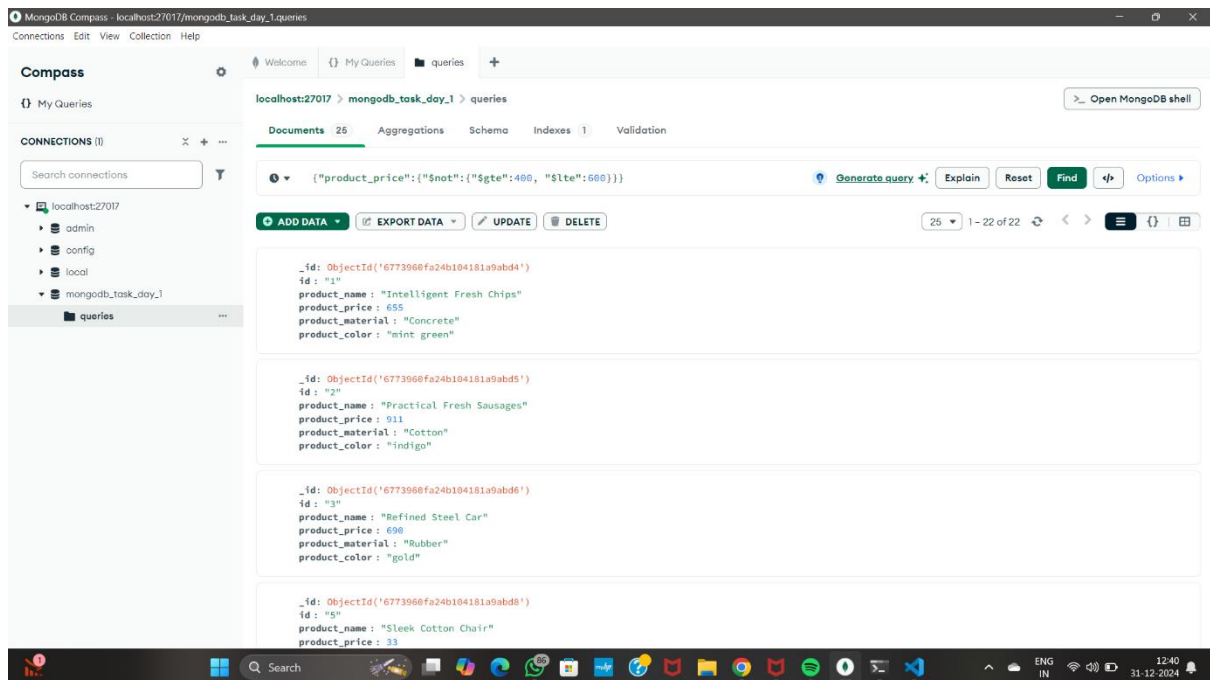 MongoDB Compass - localhost:27017/mongodb_task_day_1.queries
Connections Edit View Collection Help
Compass
{} My Queries
CONNECTIONS (1)
Search connections
localhost:27017
admin
config
local
mongodb_task_day_1
queries
Welcome {} My Queries queries
localhost:27017 > mongodb_task_day_1 > queries
>_ Open MongoDB shell
Documents 25 Aggregations Schema Indexes 1 Validation
{"product_price":{"$not":{"$gte":400, "$lte":600}}}
Generate query Explain Reset Find </> Options
ADD DATA EXPORT DATA UPDATE DELETE
25 1 – 22 of 22 {}
_id: ObjectId('6773960fa24b104181a9abd4')
id : "1"
product_name : "Intelligent Fresh Chips"
product_price : 655
product_material : "Concrete"
product_color : "mint green"
_id: ObjectId('6773960fa24b104181a9abd5')
id : "2"
product_name : "Practical Fresh Sausages"
product_price : 911
product_material : "Cotton"
product_color : "indigo"
_id: ObjectId('6773960fa24b104181a9abd6')
id : "3"
product_name : "Refined Steel Car"
product_price : 690
product_material : "Rubber"
product_color : "gold"
_id: ObjectId('6773960fa24b104181a9abd8')
id : "5"
product_name : "Sleek Cotton Chair"
product_price : 33
1
Search
86
ENG
IN
12:40
31-12-2024